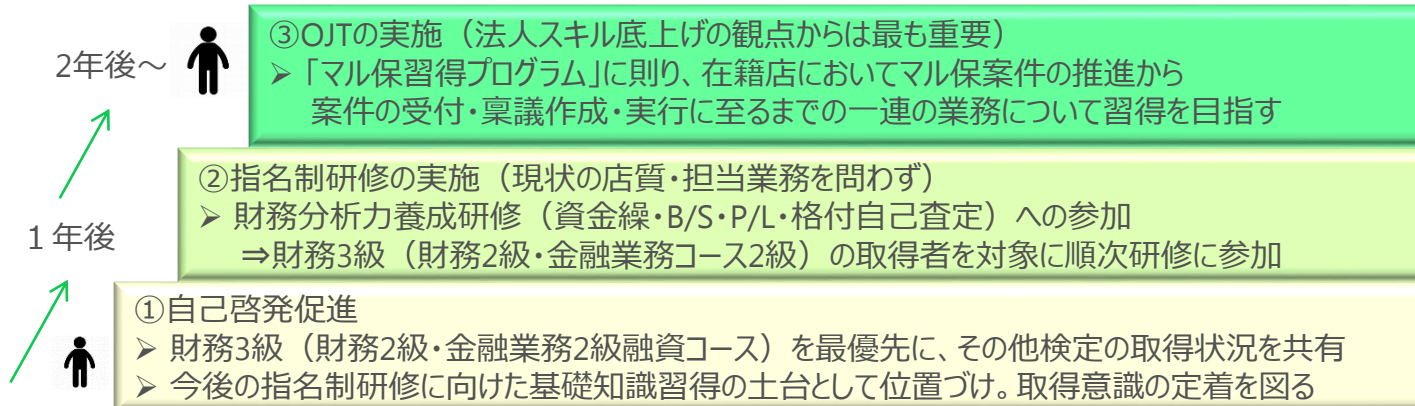 2年後～
③OJTの実施（法人スキル底上げの観点からは最も重要）
➢ 「マル保習得プログラム」に則り、在籍店においてマル保案件の推進から
案件の受付・稟議作成・実行に至るまでの一連の業務について習得を目指す
②指名制研修の実施（現状の店質・担当業務を問わず）
➢ 財務分析力養成研修（資金繰・B/S・P/L・格付自己査定）への参加
⇒財務3級（財務2級・金融業務コース2級）の取得者を対象に順次研修に参加
１年後
①自己啓発促進
➢ 財務3級（財務2級・金融業務2級融資コース）を最優先に、その他検定の取得状況を共有
➢ 今後の指名制研修に向けた基礎知識習得の土台として位置づけ。取得意識の定着を図る